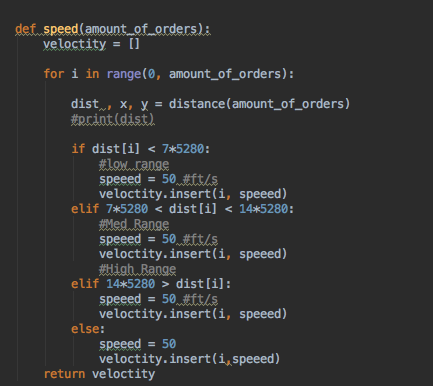 def speed(amount_of_orders):
veloctity = []
for i in range(0, amount_of_orders):
dist , x, y = distance(amount_of_orders)
#print(dist)
if dist[i] < 7*5280:
#low range
speeed = 50 #ft/s
veloctity.insert(i, speeed)
elif 7*5280 < dist[i] < 14*5280:
#Med Range
speeed = 50 #ft/s
veloctity.insert(i, speeed)
#High Range
elif 14*5280 > dist[i]:
speeed = 50 #ft/s
veloctity.insert(i, speeed)
else:
speeed = 50
veloctity.insert(i,speeed)
return veloctity